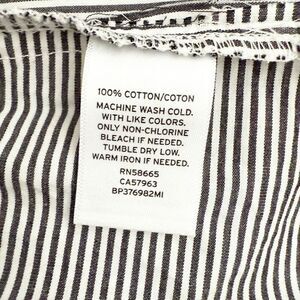 100% COTTON/COTON
MACHINE WASH COLD.
WITH LIKE COLORS.
ONLY NON-CHLORINE
BLEACH IF NEEDED.
TUMBLE DRY LOW.
WARM IRON IF NEEDED.
RN58665
CA57963
BP376982MI